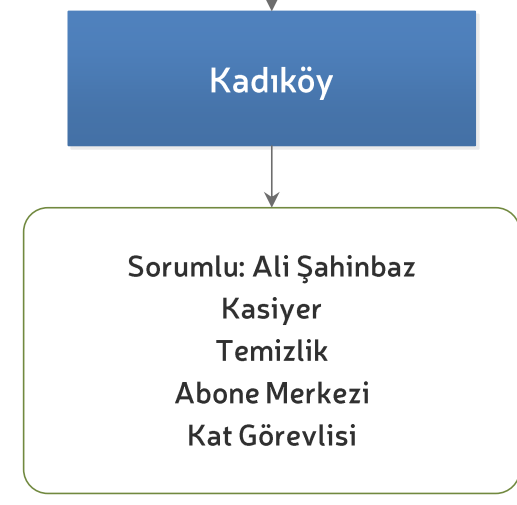 Kadıköy
Sorumlu: Ali Şahinbaz
Kasiyer
Temizlik
Abone Merkezi
Kat Görevlisi